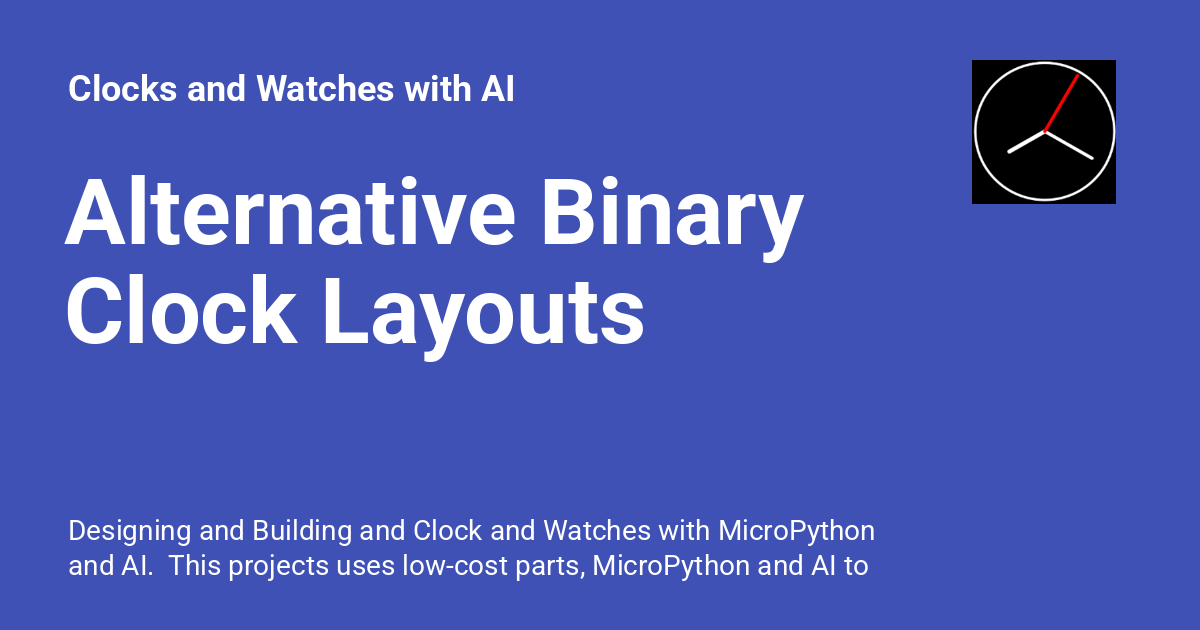 Clocks and Watches with AI
Alternative Binary
Clock Layouts
Designing and Building and Clock and Watches with MicroPython
and AI.  This projects uses low-cost parts, MicroPython and AI to